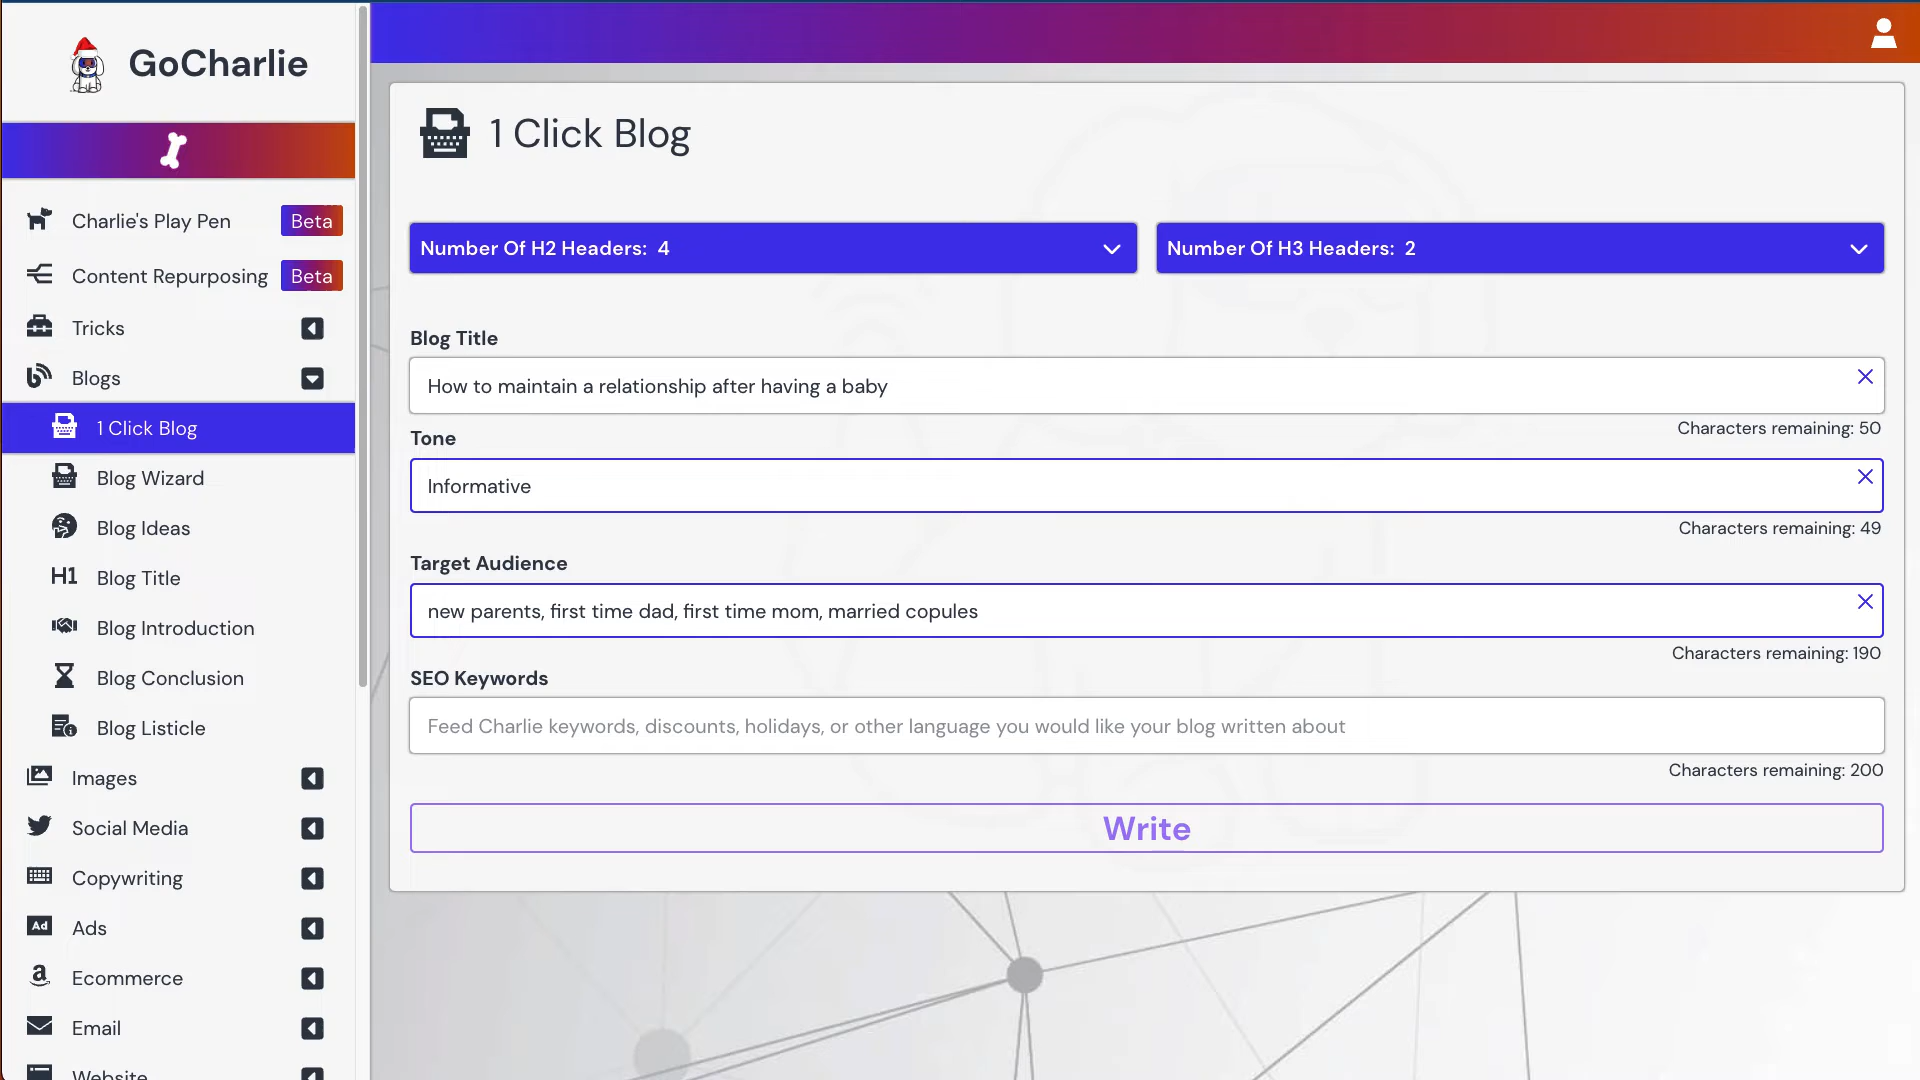 GoCharlie
Charlie's Play Pen Beta
Content Repurposing Beta
Tricks
Blogs
1 Click Blog
Blog Wizard
Blog Ideas
H1 Blog Title
Blog Introduction
Blog Conclusion
Blog Listicle
Images
Social Media
Copywriting
Ad Ads
Ecommerce
Email
Website
1 Click Blog
Number Of H2 Headers: 4
Number Of H3 Headers: 2
Blog Title
How to maintain a relationship after having a baby
Characters remaining: 50
Tone
Informative
Characters remaining: 49
Target Audience
new parents, first time dad, first time mom, married copules
Characters remaining: 190
SEO Keywords
Feed Charlie keywords, discounts, holidays, or other language you would like your blog written about
Characters remaining: 200
Write